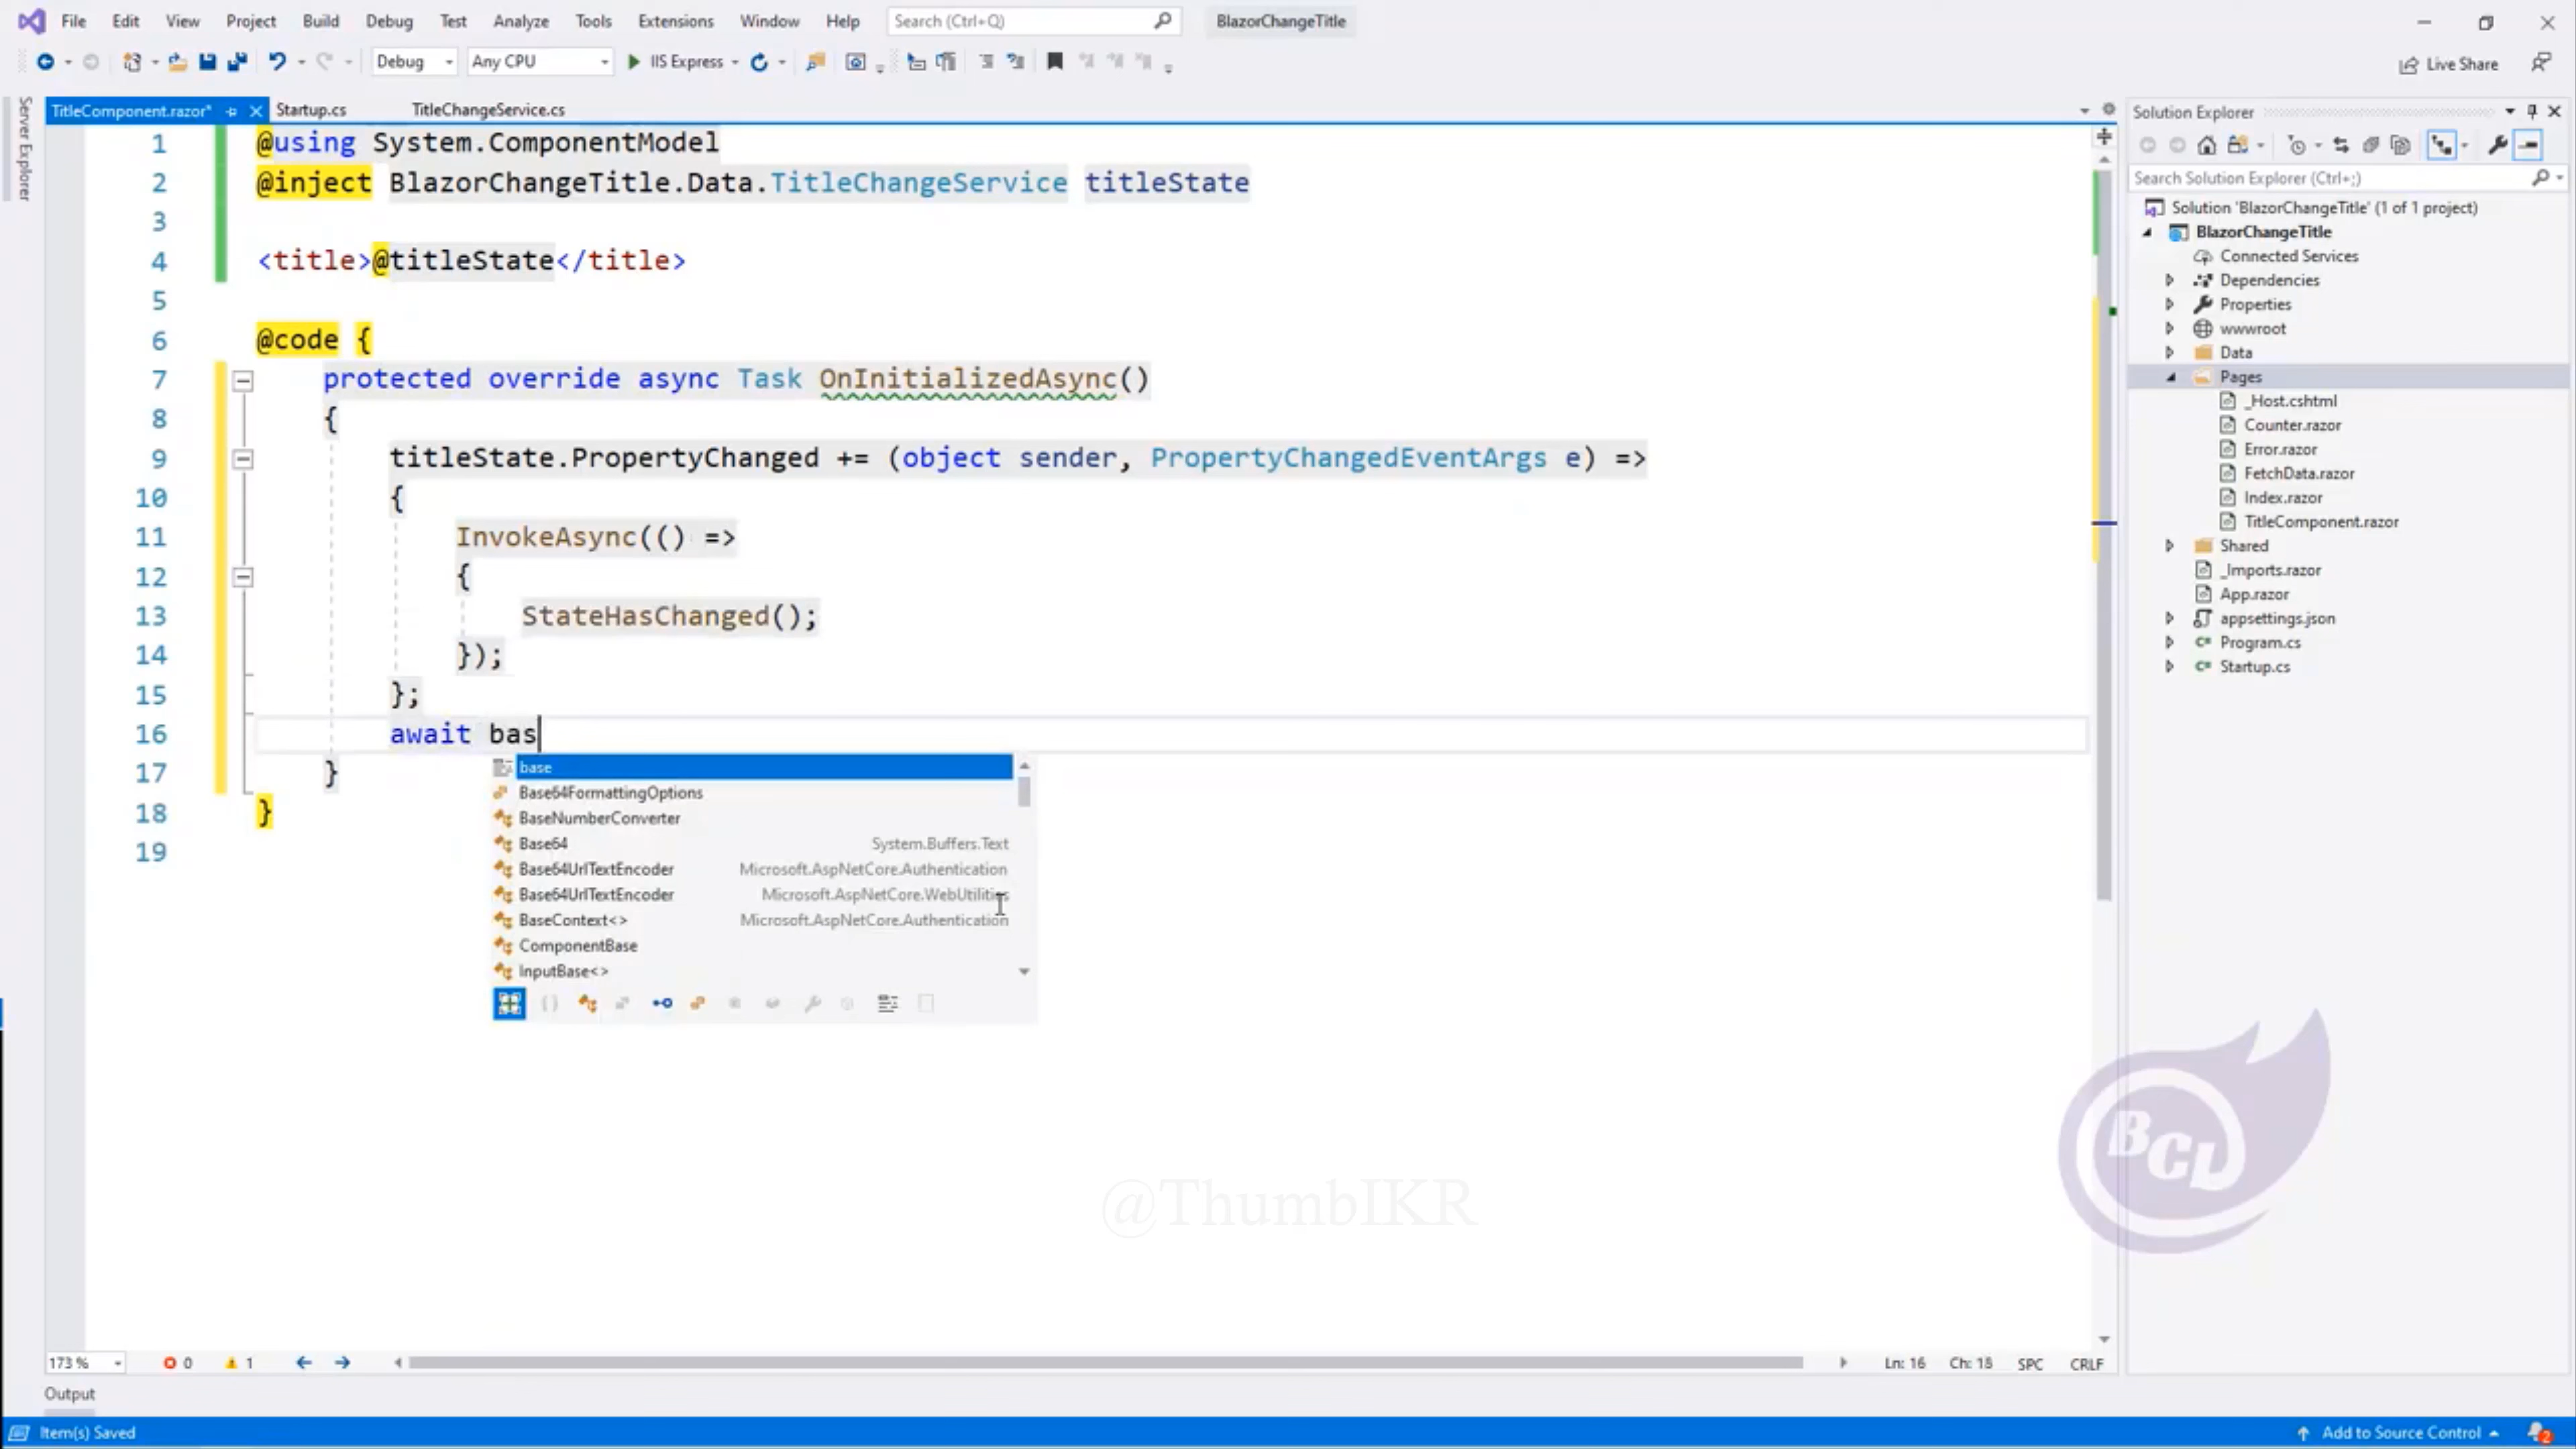 File Edit View Project Build Debug Test Analyze Tools Extensions Window Help Search (Ctrl+Q) BlazorChangeTitle
Debug Any CPU IIS Express Live Share
Server Explorer
TitleComponent.razor* Startup.cs TitleChangeService.cs
1 @using System.ComponentModel
2 @inject BlazorChangeTitle.Data.TitleChangeService titleState
3
4 <title>@titleState</title>
5
6 @code {
7 protected override async Task OnInitializedAsync()
8 {
9 titleState.PropertyChanged += (object sender, PropertyChangedEventArgs e) =>
10 {
11 InvokeAsync(() =>
12 {
13 StateHasChanged();
14 });
15 };
16 await bas
17 }
18 }
19
base
Base64FormattingOptions
BaseNumberConverter
Base64 System.Buffers.Text
Base64UrlTextEncoder Microsoft.AspNetCore.Authentication
Base64UrlTextEncoder Microsoft.AspNetCore.WebUtilities
BaseContext<> Microsoft.AspNetCore.Authentication
ComponentBase
InputBase<>
Solution Explorer
Search Solution Explorer (Ctrl+;)
Solution 'BlazorChangeTitle' (1 of 1 project)
BlazorChangeTitle
Connected Services
Dependencies
Properties
wwwroot
Data
Pages
_Host.cshtml
Counter.razor
Error.razor
FetchData.razor
Index.razor
TitleComponent.razor
Shared
_Imports.razor
App.razor
appsettings.json
Program.cs
Startup.cs
BCL
@ThumbIKR
173 % 0 1 Ln: 16 Ch: 18 SPC CRLF
Output
Item(s) Saved Add to Source Control 2